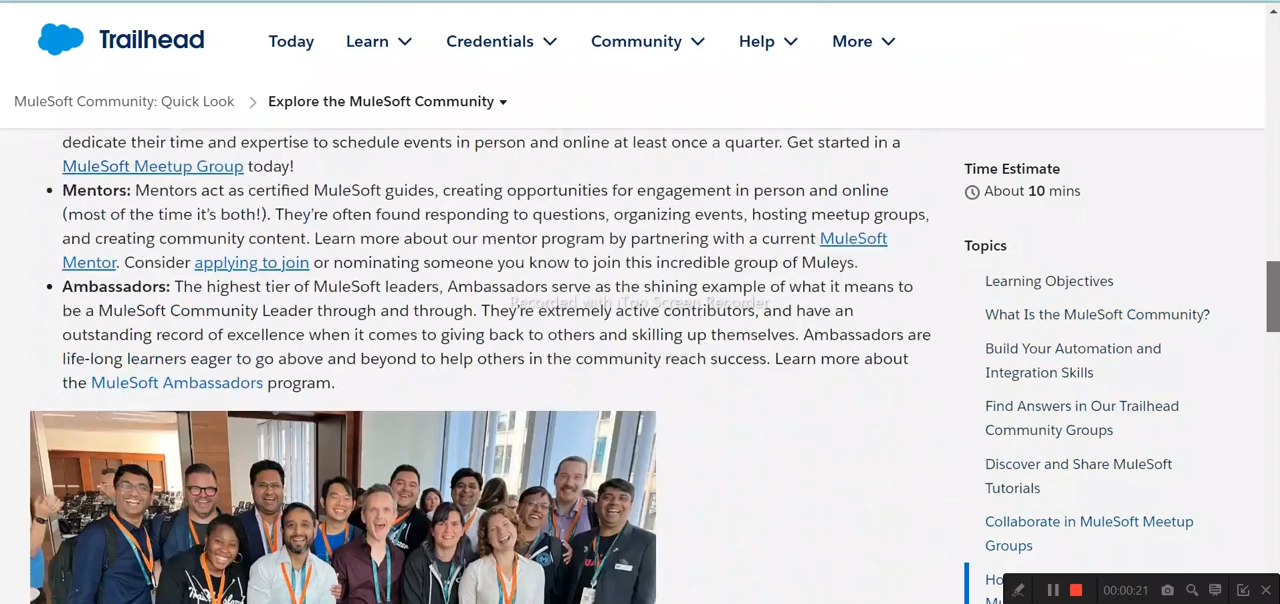 Trailhead
Today Learn Credentials Community Help More
MuleSoft Community: Quick Look Explore the MuleSoft Community
dedicate their time and expertise to schedule events in person and online at least once a quarter. Get started in a
MuleSoft Meetup Group today!
Mentors: Mentors act as certified MuleSoft guides, creating opportunities for engagement in person and online
(most of the time it's both!). They're often found responding to questions, organizing events, hosting meetup groups,
and creating community content. Learn more about our mentor program by partnering with a current MuleSoft
Mentor. Consider applying to join or nominating someone you know to join this incredible group of Muleys.
Ambassadors: The highest tier of MuleSoft leaders, Ambassadors serve as the shining example of what it means to
be a MuleSoft Community Leader through and through. They're extremely active contributors, and have an
outstanding record of excellence when it comes to giving back to others and skilling up themselves. Ambassadors are
life-long learners eager to go above and beyond to help others in the community reach success. Learn more about
the MuleSoft Ambassadors program.
Recorded with iTop Screen Recorder
Time Estimate
About 10 mins
Topics
Learning Objectives
What Is the MuleSoft Community?
Build Your Automation and
Integration Skills
Find Answers in Our Trailhead
Community Groups
Discover and Share MuleSoft
Tutorials
Collaborate in MuleSoft Meetup
Groups
00:00:21